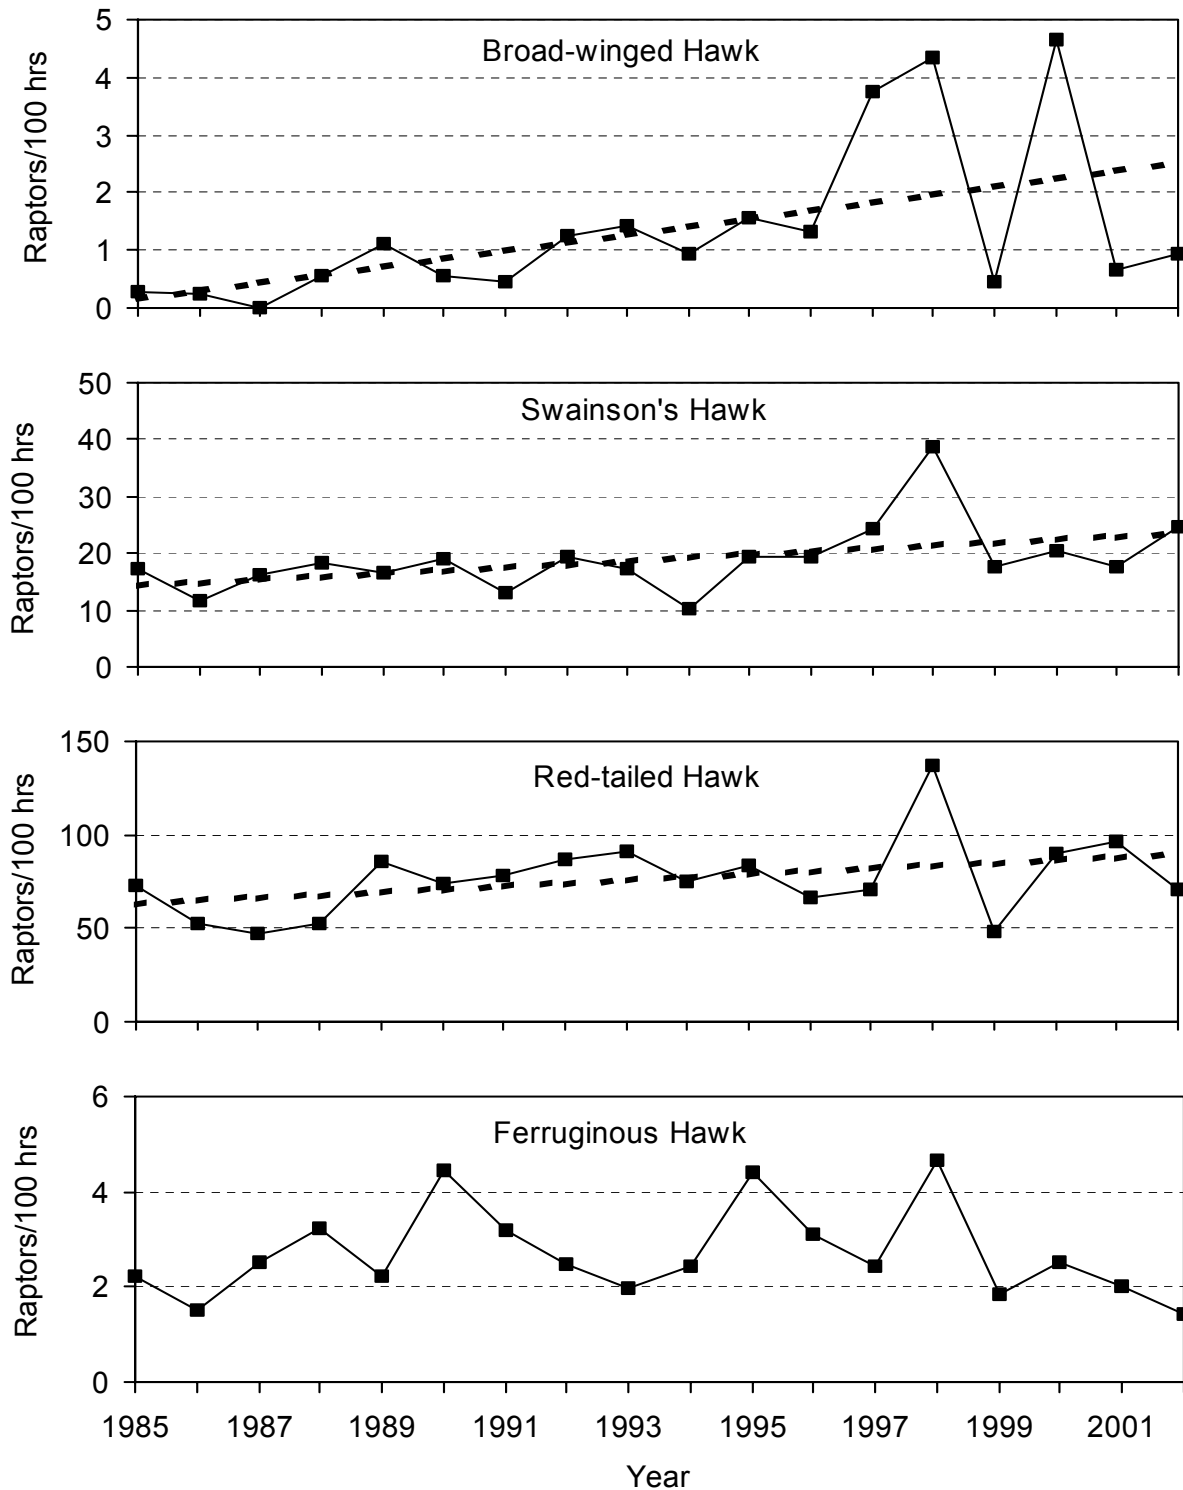 Broad-winged Hawk
Raptors/100 hrs
5
4
3
2
1
0
Swainson's Hawk
Raptors/100 hrs
50
40
30
20
10
0
Red-tailed Hawk
Raptors/100 hrs
150
100
50
0
Ferruginous Hawk
Raptors/100 hrs
6
4
2
0
1985 1987 1989 1991 1993 1995 1997 1999 2001
Year